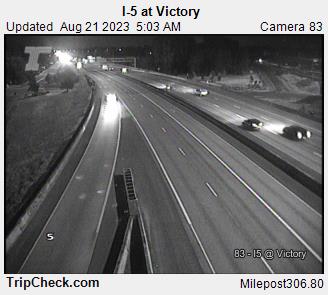 I-5 at Victory
Updated Aug 21 2023 5:03 AM Camera 83
S
83 - I5 @ Victory
TripCheck.com Milepost306.80